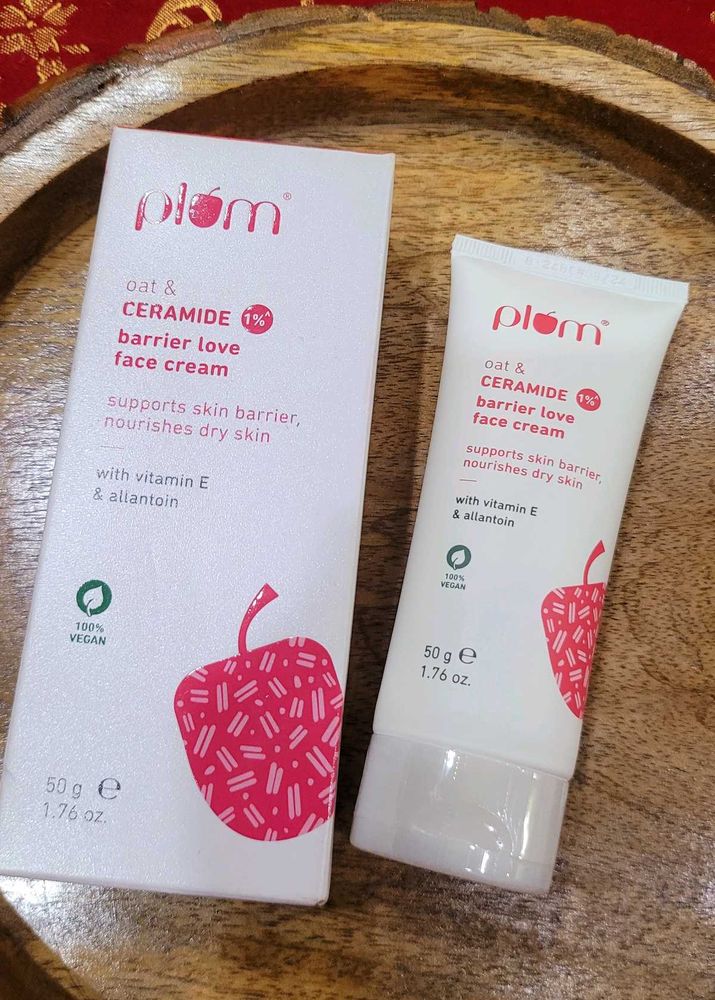 plum®
oat &
CERAMIDE 1%^
barrier love
face cream
supports skin barrier,
nourishes dry skin
with vitamin E
& allantoin
100%
VEGAN
50 g ℮
1.76 oz.
plum®
oat &
CERAMIDE 1%^
barrier love
face cream
supports skin barrier,
nourishes dry skin
with vitamin E
& allantoin
100%
VEGAN
50 g ℮
1.76 oz.